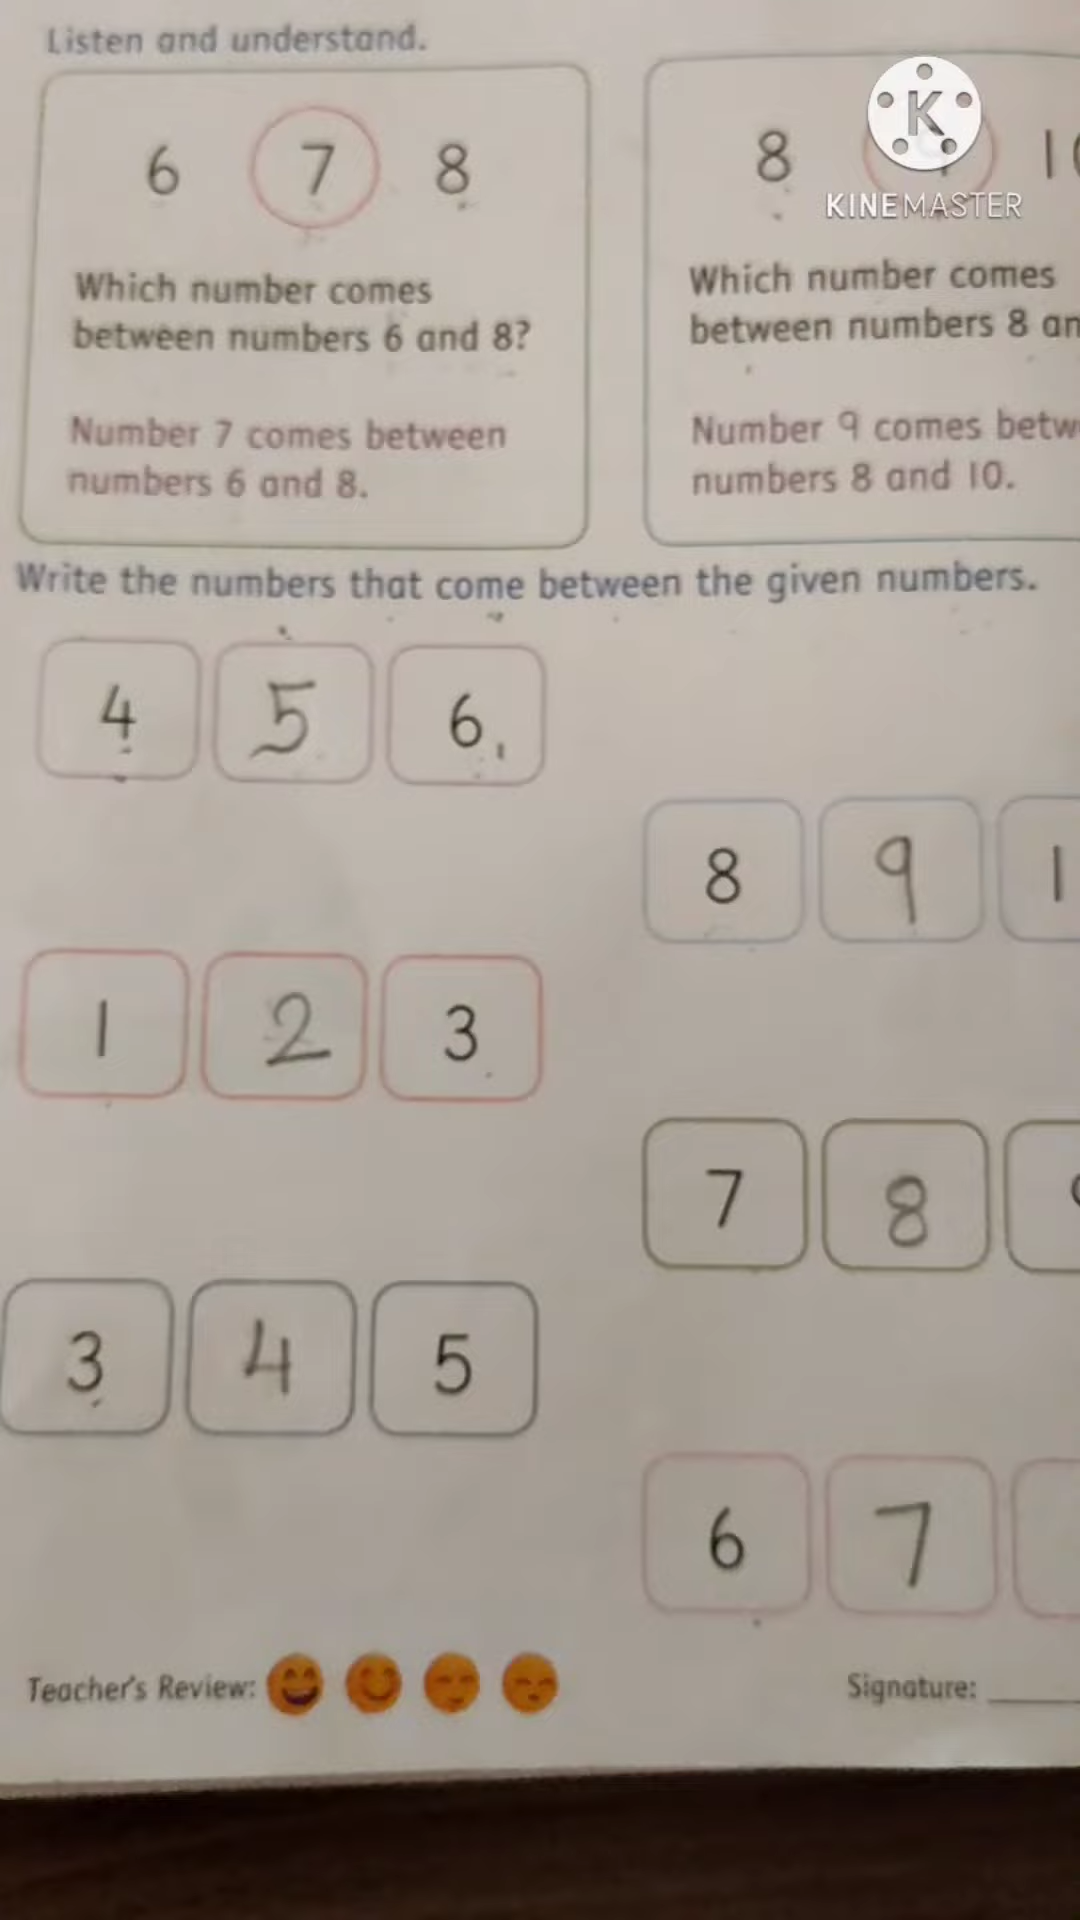 Listen and understand.
6 7 8
Which number comes
between numbers 6 and 8?
Number 7 comes between
numbers 6 and 8.
8
KINEMASTER
Which number comes
between numbers 8
Number 9 comes
numbers 8 and 10.
Write the numbers that come between the given numbers.
4 5 6
8 9
1 2 3
7 8
3 4 5
6 7
Teacher's Review:
Signature: